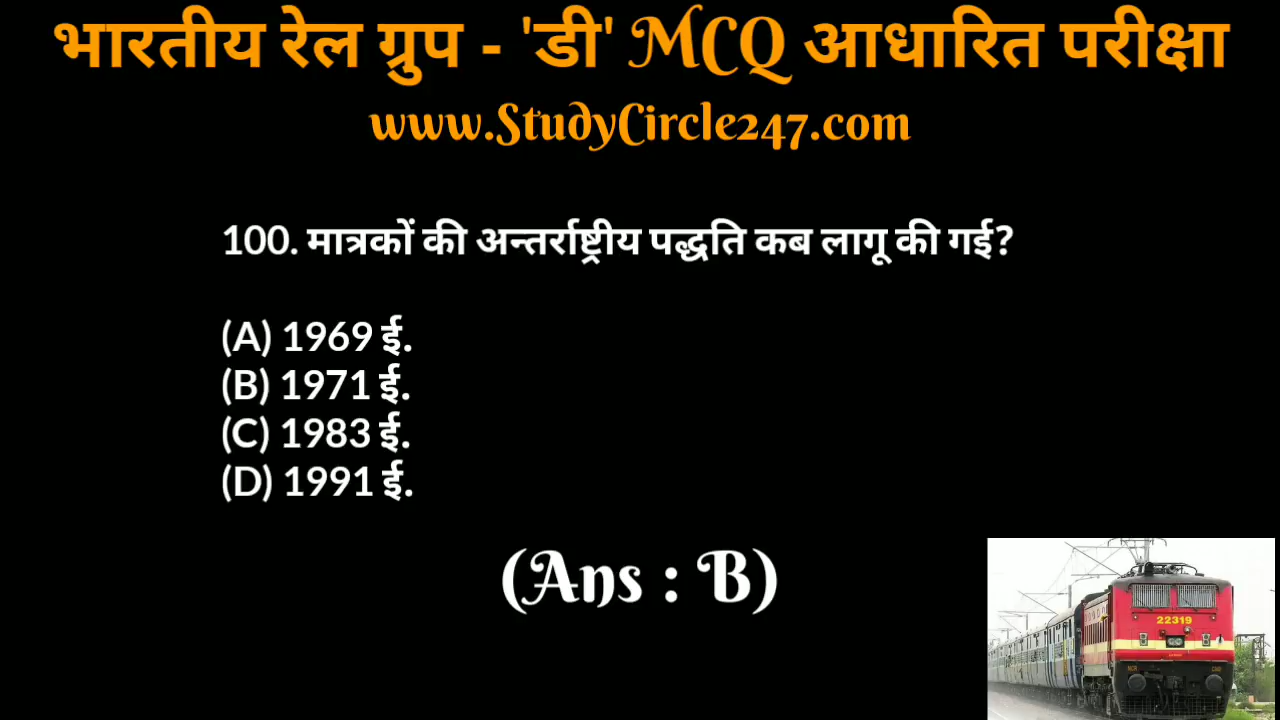 भारतीय रेल ग्रुप - 'डी' MCQ आधारित परीक्षा
www.StudyCircle247.com
100. मात्रकों की अन्तर्राष्ट्रीय पद्धति कब लागू की गई?
(A) 1969 ई.
(B) 1971 ई.
(C) 1983 ई.
(D) 1991 ई.
(Ans : B)
22319